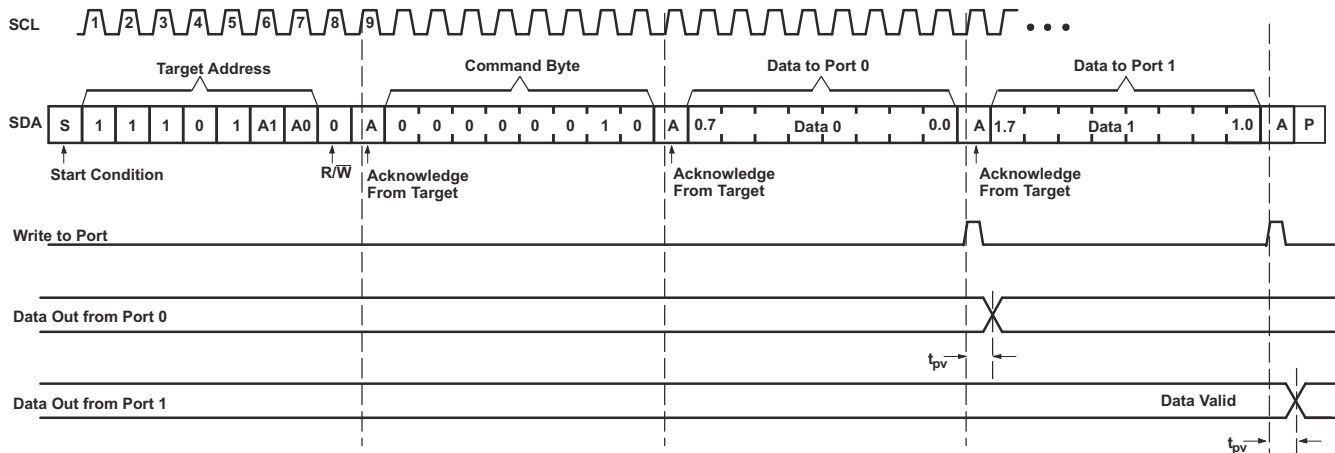 SCL 1 2 3 4 5 6 7 8 9 • • •
Target Address Command Byte Data to Port 0 Data to Port 1
SDA S 1 1 1 0 1 A1 A0 0 A 0 0 0 0 0 0 1 0 A 0.7 Data 0 0.0 A 1.7 Data 1 1.0 A P
Start Condition R/W̅ Acknowledge From Target Acknowledge From Target Acknowledge From Target
Write to Port
Data Out from Port 0
tpv
Data Out from Port 1 Data Valid
tpv